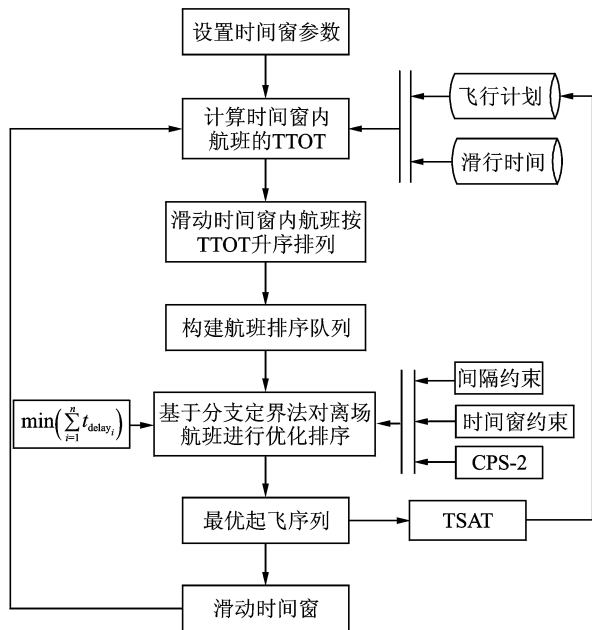 设置时间窗参数
计算时间窗内
航班的TTOT
飞行计划
滑行时间
滑动时间窗内航班按
TTOT升序排列
构建航班排序队列
min(∑_{i=1}^{n} t_{delay_i})
基于分支定界法对离场
航班进行优化排序
间隔约束
时间窗约束
CPS-2
最优起飞序列
TSAT
滑动时间窗